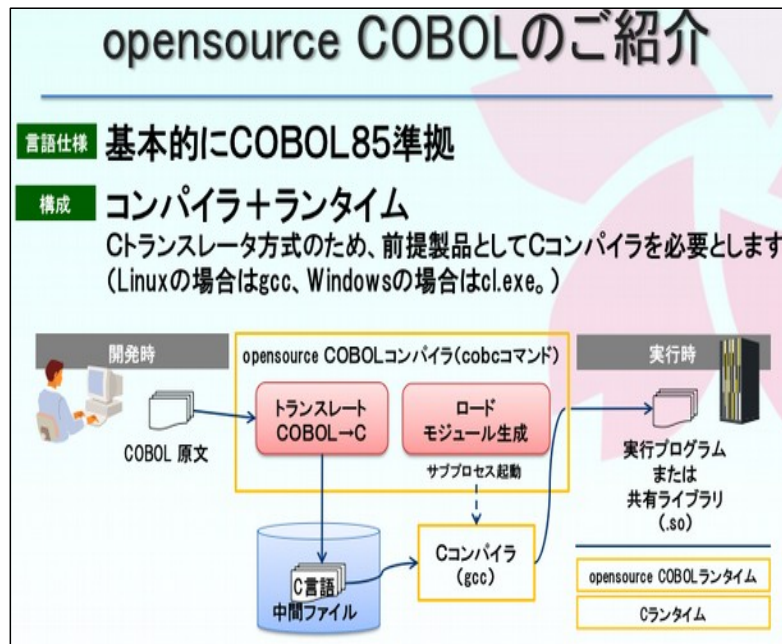 opensource COBOLのご紹介
言語仕様 基本的にCOBOL85準拠
構成 コンパイラ＋ランタイム
Cトランスレータ方式のため、前提製品としてCコンパイラを必要とします
(Linuxの場合はgcc、Windowsの場合はcl.exe。)
開発時
opensource COBOLコンパイラ(cobcコマンド)
実行時
COBOL 原文
トランスレート
COBOL→C
ロード
モジュール生成
サブプロセス起動
実行プログラム
または
共有ライブラリ
(.so)
C言語
中間ファイル
Cコンパイラ
(gcc)
opensource COBOLランタイム
Cランタイム